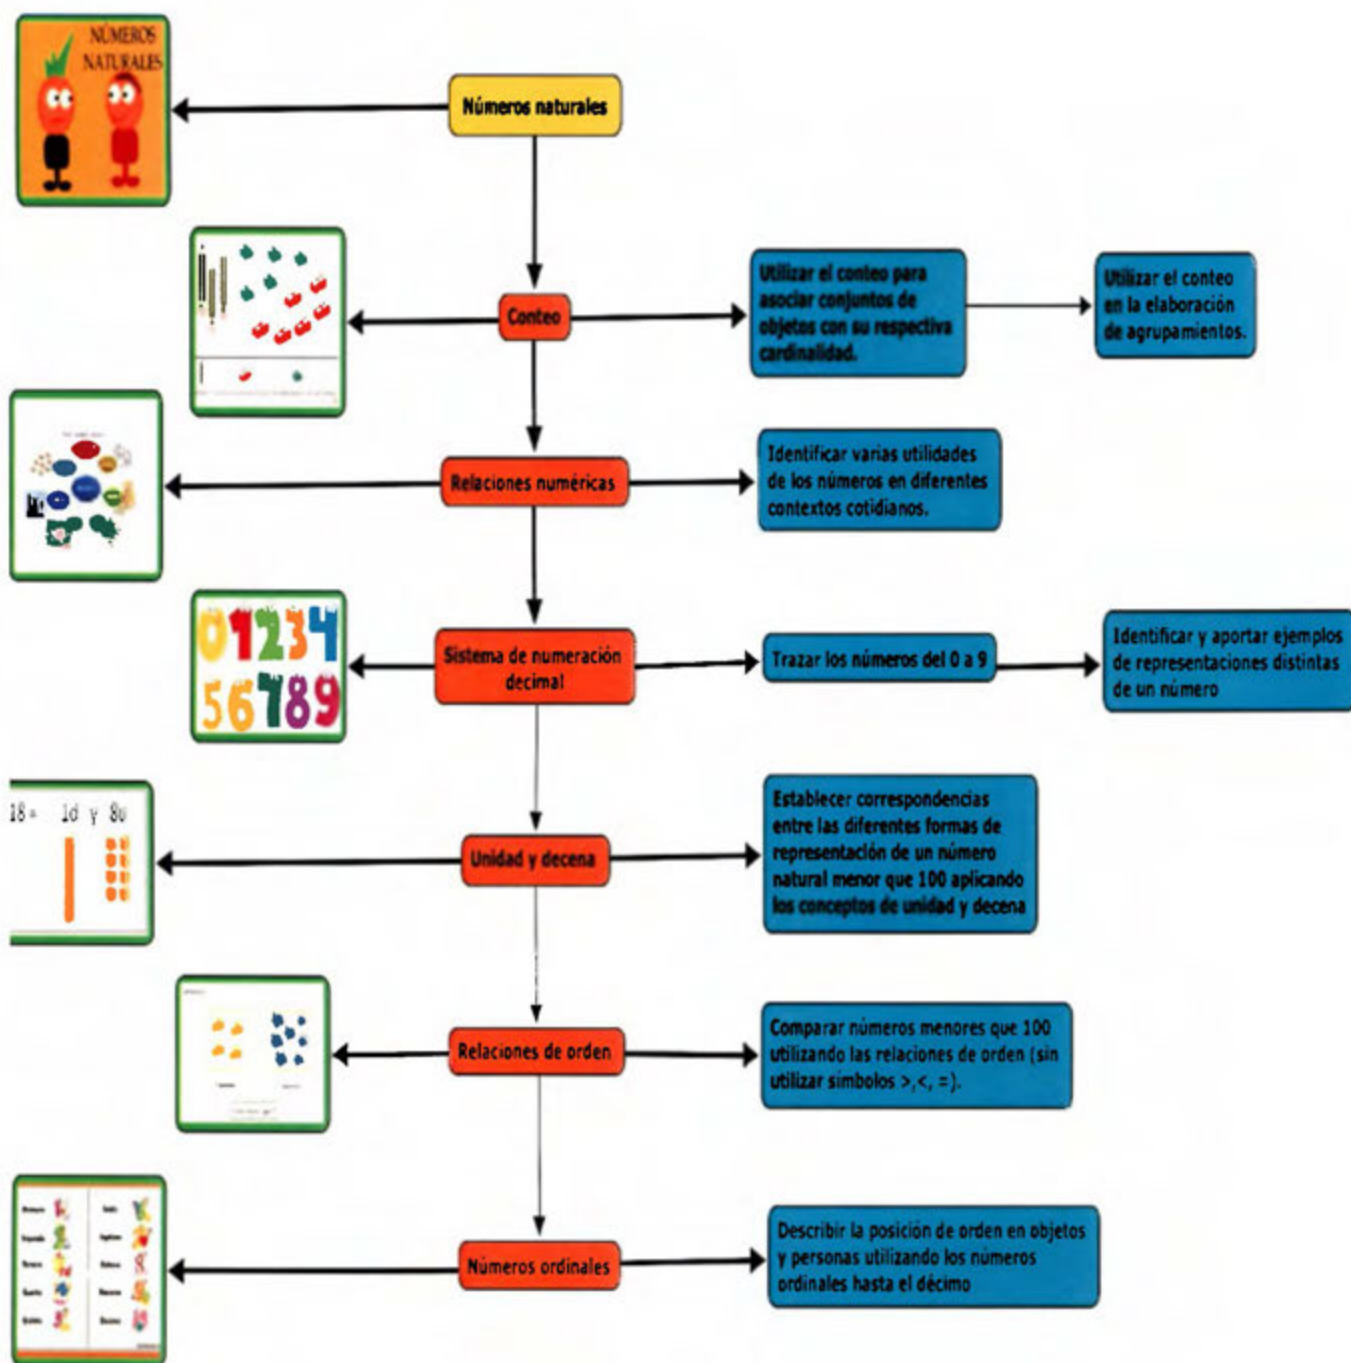 NÚMEROS
NATURALES
Números naturales
Conteo
Utilizar el conteo para
asociar conjuntos de
objetos con su respectiva
cardinalidad.
Utilizar el conteo
en la elaboración
de agrupamientos.
Relaciones numéricas
Identificar varias utilidades
de los números en diferentes
contextos cotidianos.
0 1 2 3 4
5 6 7 8 9
Sistema de numeración
decimal
Trazar los números del 0 a 9
Identificar y aportar ejemplos
de representaciones distintas
de un número
18 = 1d y 8u
Unidad y decena
Establecer correspondencias
entre las diferentes formas de
representación de un número
natural menor que 100 aplicando
los conceptos de unidad y decena
Relaciones de orden
Comparar números menores que 100
utilizando las relaciones de orden (sin
utilizar símbolos >,<, =).
Números ordinales
Describir la posición de orden en objetos
y personas utilizando los números
ordinales hasta el décimo